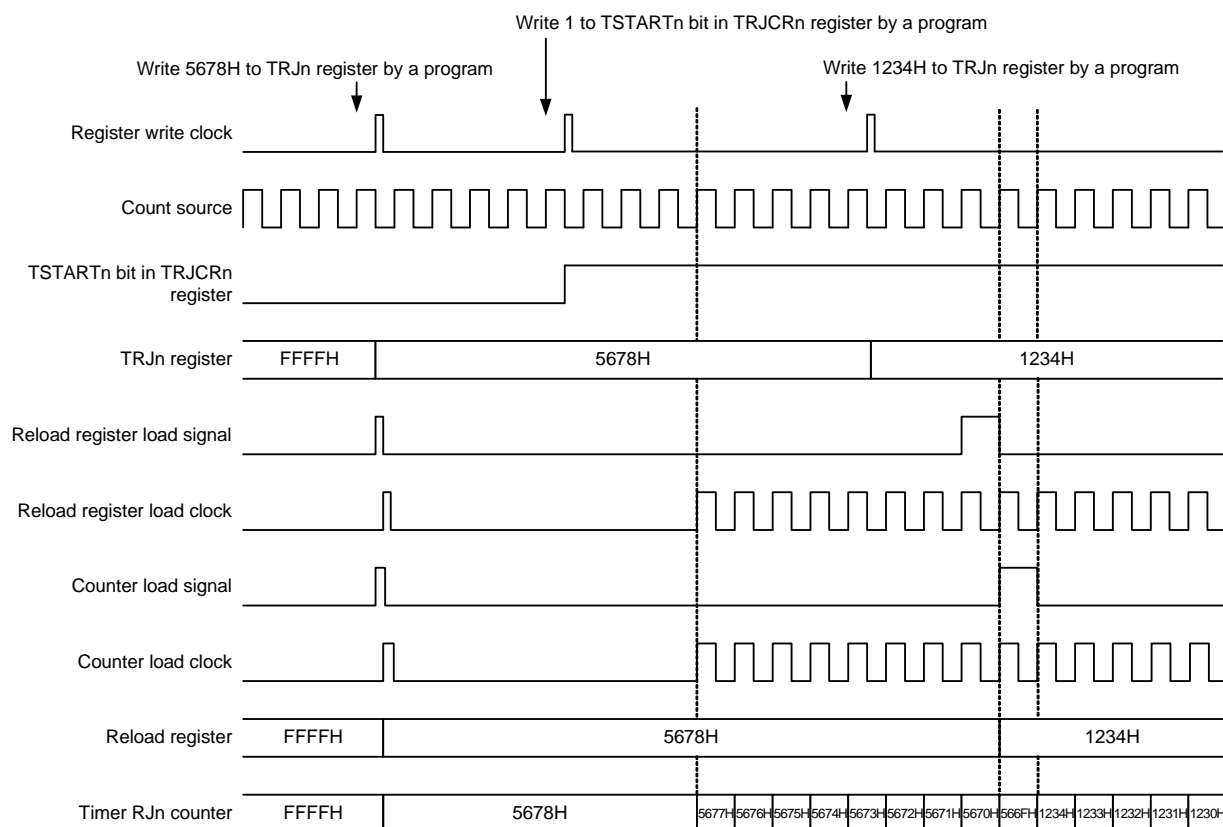 Write 1 to TSTARTn bit in TRJCRn register by a program
Write 5678H to TRJn register by a program
Write 1234H to TRJn register by a program
Register write clock
Count source
TSTARTn bit in TRJCRn
register
TRJn register FFFFH 5678H 1234H
Reload register load signal
Reload register load clock
Counter load signal
Counter load clock
Reload register FFFFH 5678H 1234H
Timer RJn counter FFFFH 5678H 5677H 5676H 5675H 5674H 5673H 5672H 5671H 5670H 566FH 1234H 1233H 1232H 1231H 1230H